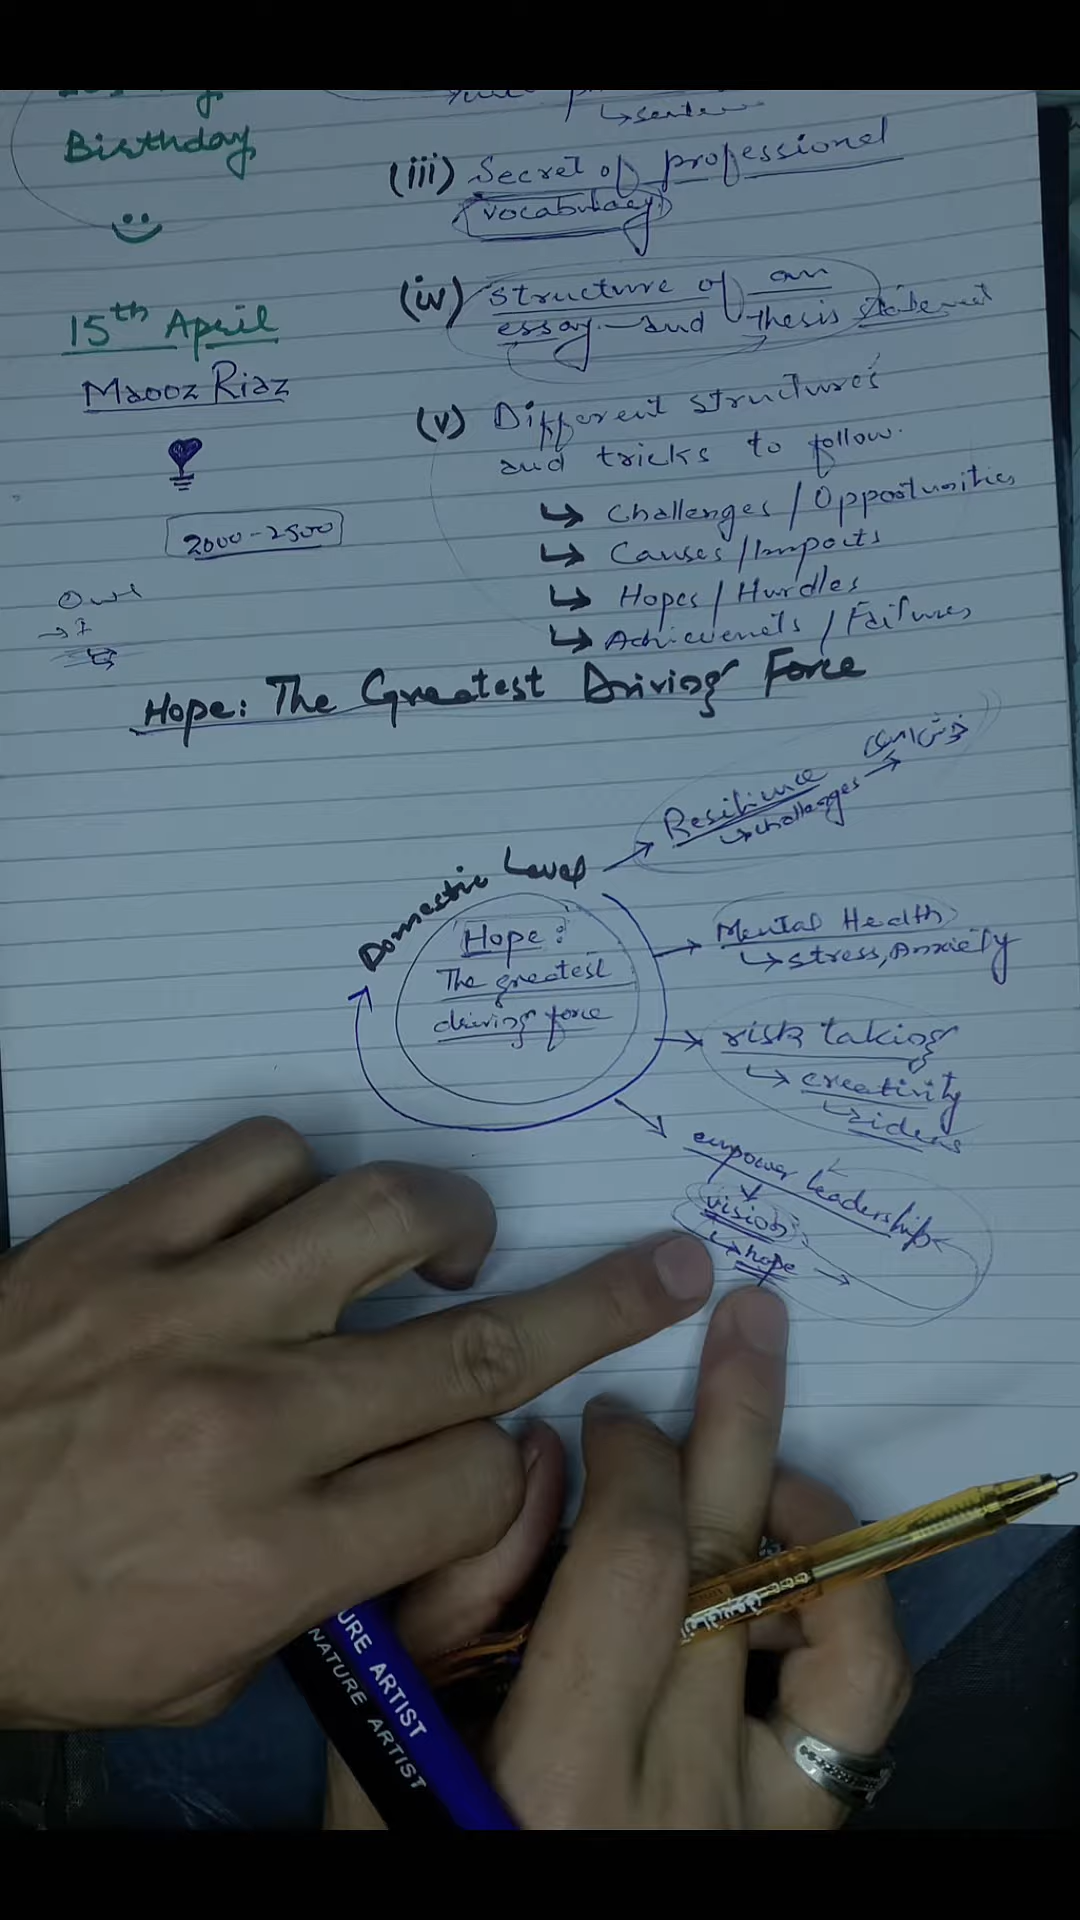 Birthday
15th April
Maooz Riaz
2000-2500
(iii) Secret of professional
vocabulary
(iv) structure of an
essay and thesis statement
(v) Different structures
and tricks to follow.
↳ Challenges / Opportunities
↳ Causes / Impacts
↳ Hopes / Hurdles
↳ Achievements / Failures
Hope: The Greatest Driving Force
Domestic Level
Hope:
The greatest
driving force
→ Resilience
↳ challenges →
→ Mental Health
↳ stress, Anxiety
→ risk taking
↳ creativity
↳ ideas
→ empower leadership
vision
↳ hope →
URE ARTIST
NATURE ARTIST